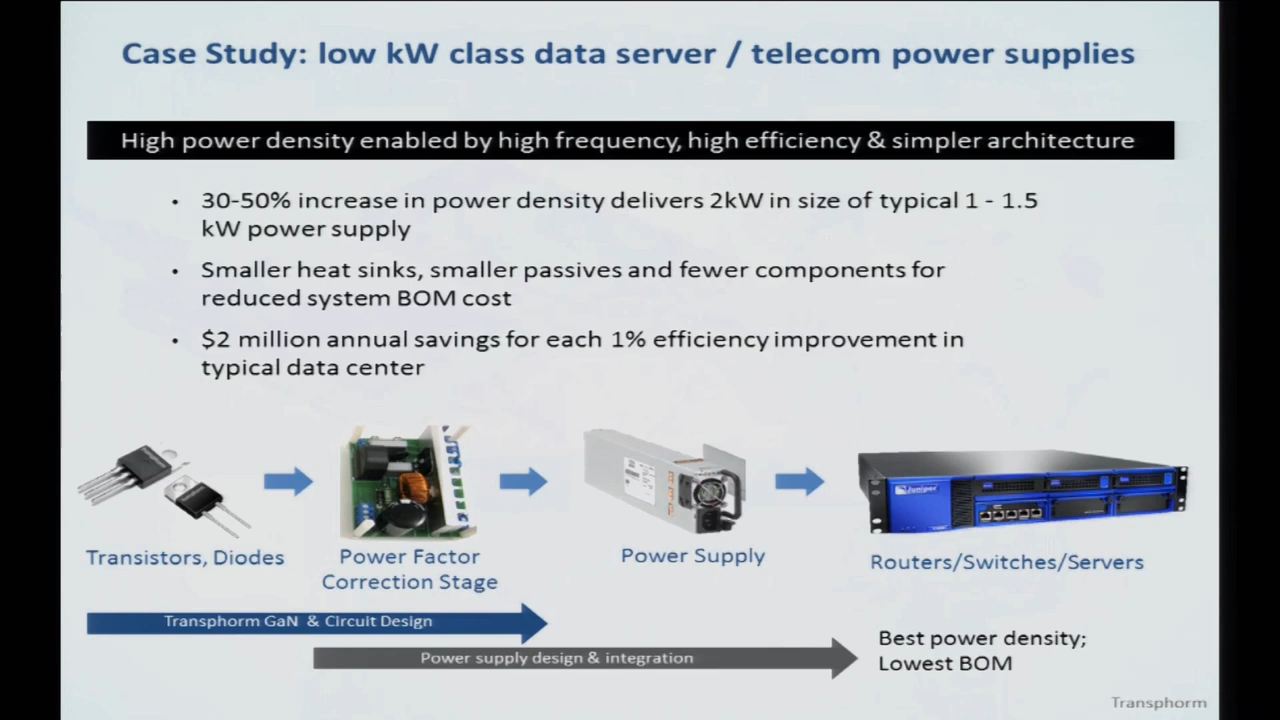 Case Study: low kW class data server / telecom power supplies
High power density enabled by high frequency, high efficiency & simpler architecture
• 30-50% increase in power density delivers 2kW in size of typical 1 - 1.5
kW power supply
• Smaller heat sinks, smaller passives and fewer components for
reduced system BOM cost
• $2 million annual savings for each 1% efficiency improvement in
typical data center
Juniper
Transistors, Diodes
Power Factor
Correction Stage
Power Supply
Routers/Switches/Servers
Transphorm GaN & Circuit Design
Power supply design & integration
Best power density;
Lowest BOM
Transphorm